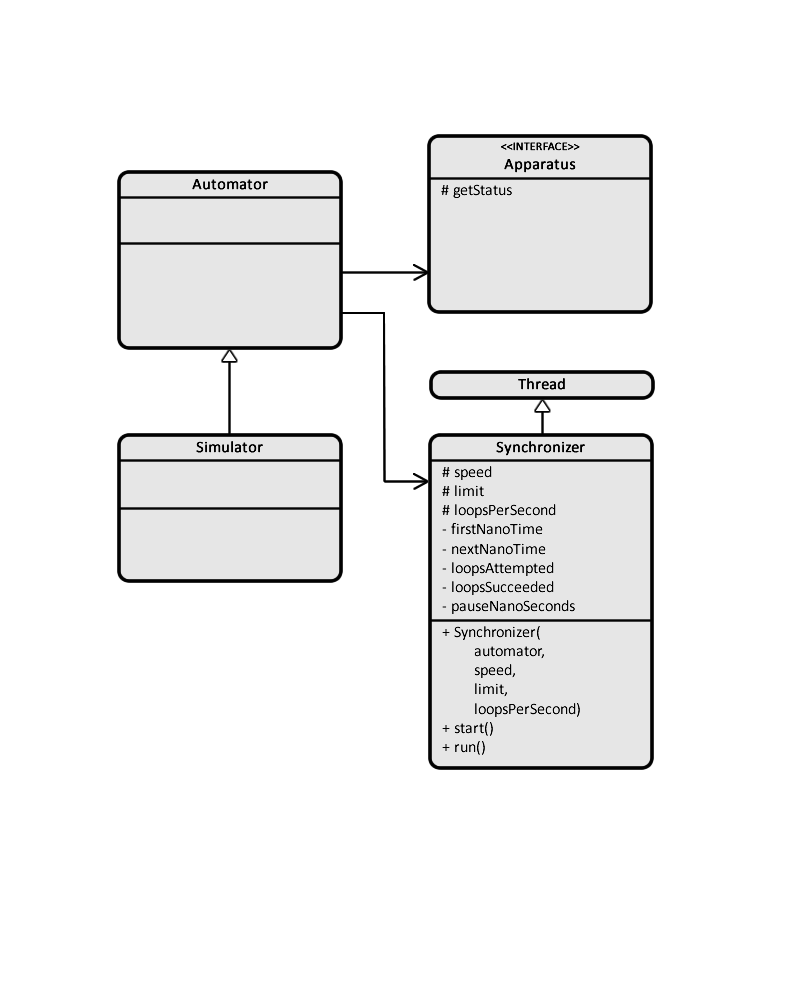 Automator
<<INTERFACE>>
Apparatus
# getStatus
Simulator
Thread
Synchronizer
# speed
# limit
# loopsPerSecond
- firstNanoTime
- nextNanoTime
- loopsAttempted
- loopsSucceeded
- pauseNanoSeconds
+ Synchronizer(
automator,
speed,
limit,
loopsPerSecond)
+ start()
+ run()